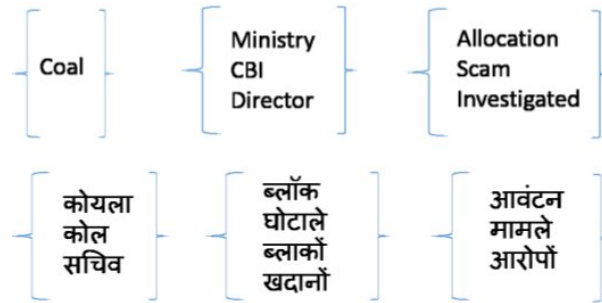 Coal
Ministry
CBI
Director
Allocation
Scam
Investigated
कोयला
कोल
सचिव
ब्लॉक
घोटाले
ब्लाकों
खदानों
आवंटन
मामले
आरोपों